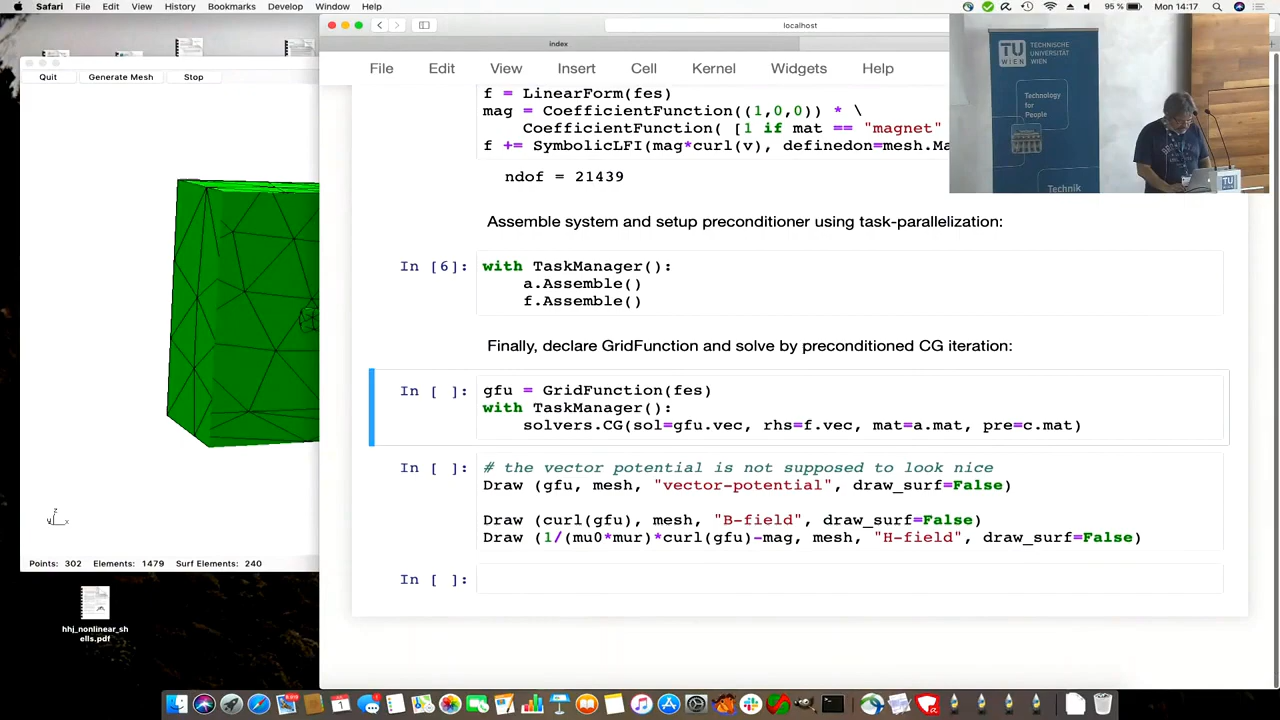 Safari File Edit View History Bookmarks Develop Window Help
95 % Mon 14:17
localhost
index
Quit Generate Mesh Stop
File Edit View Insert Cell Kernel Widgets Help
f = LinearForm(fes)
mag = CoefficientFunction((1,0,0)) * \
CoefficientFunction( [1 if mat == "magnet"
f += SymbolicLFI(mag*curl(v), definedon=mesh.Ma
ndof = 21439
Assemble system and setup preconditioner using task-parallelization:
In [6]: with TaskManager():
a.Assemble()
f.Assemble()
Finally, declare GridFunction and solve by preconditioned CG iteration:
In [ ]: gfu = GridFunction(fes)
with TaskManager():
solvers.CG(sol=gfu.vec, rhs=f.vec, mat=a.mat, pre=c.mat)
In [ ]: # the vector potential is not supposed to look nice
Draw (gfu, mesh, "vector-potential", draw_surf=False)
Draw (curl(gfu), mesh, "B-field", draw_surf=False)
Draw (1/(mu0*mur)*curl(gfu)-mag, mesh, "H-field", draw_surf=False)
In [ ]:
z
y x
Points: 302 Elements: 1479 Surf Elements: 240
hhj_nonlinear_sh
ells.pdf
TU
WIEN
TECHNISCHE
UNIVERSITÄT
WIEN
Technology
for
People
Technik
TU